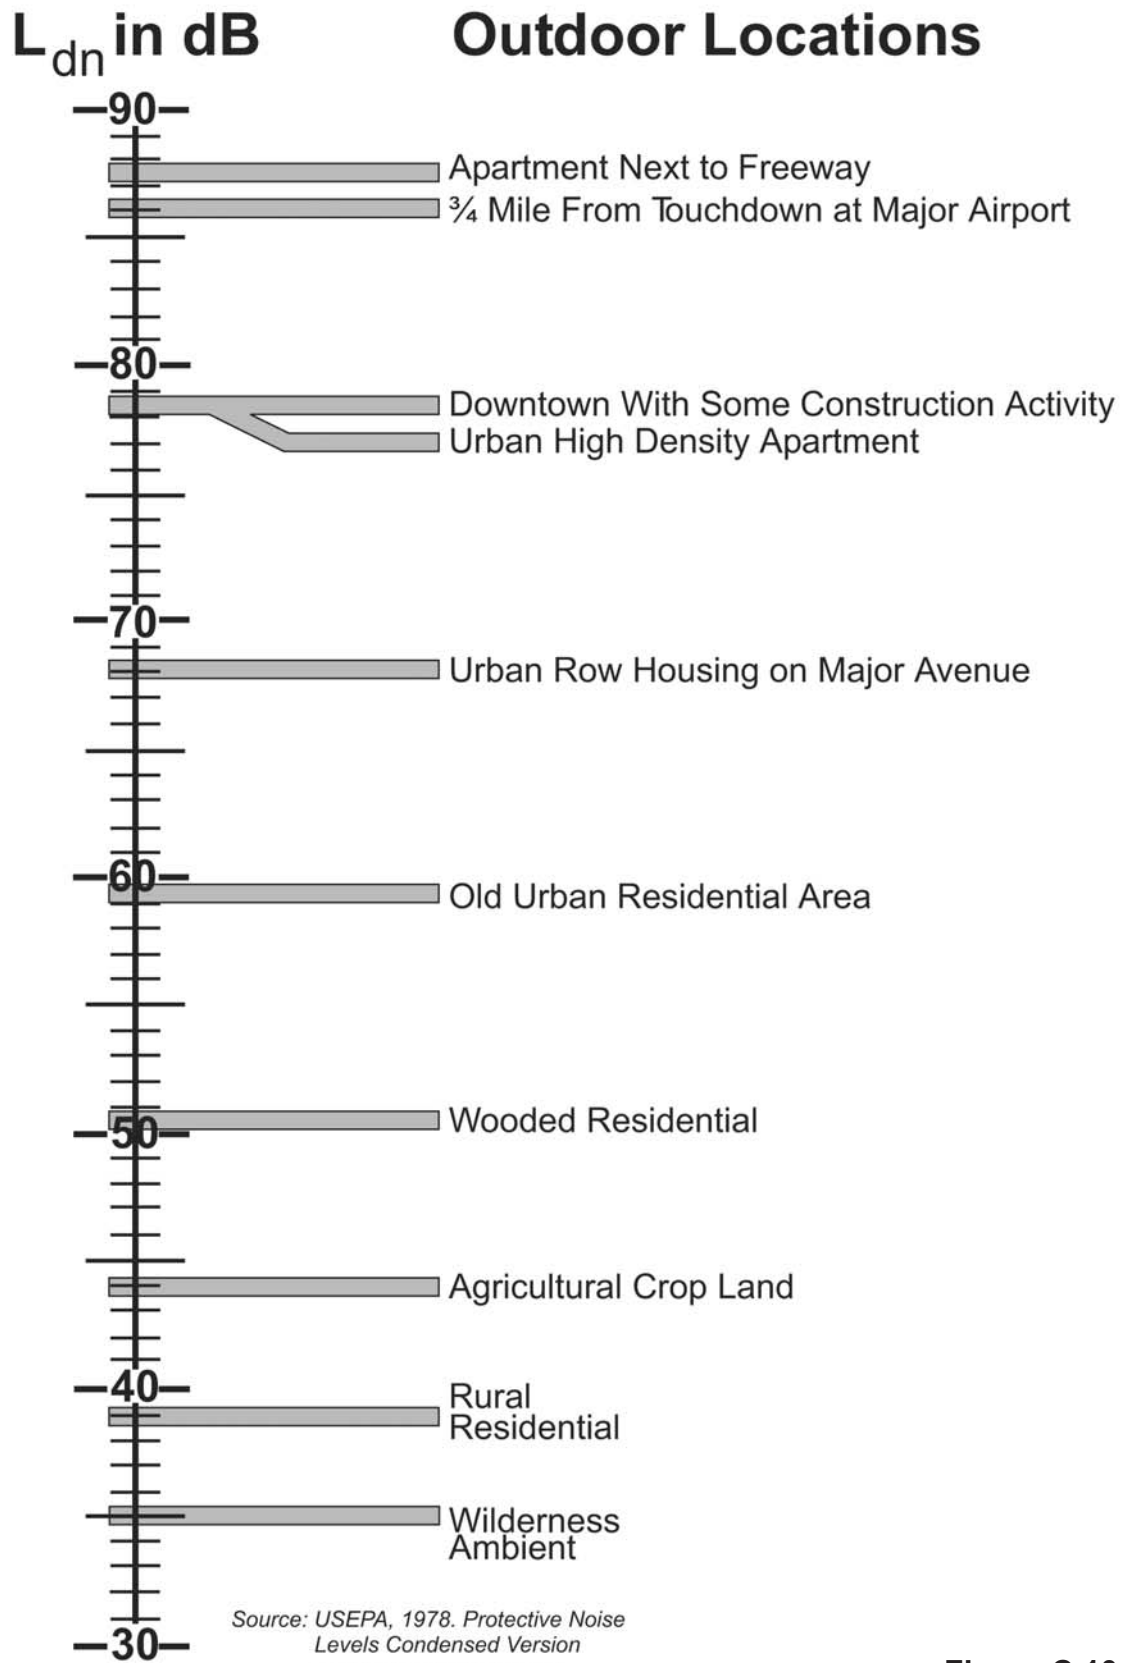 L dn in dB Outdoor Locations
90
Apartment Next to Freeway
¾ Mile From Touchdown at Major Airport
80
Downtown With Some Construction Activity
Urban High Density Apartment
70
Urban Row Housing on Major Avenue
60
Old Urban Residential Area
Wooded Residential
50
Agricultural Crop Land
40
Rural
Residential
Wilderness
Ambient
Source: USEPA, 1978. Protective Noise
Levels Condensed Version
30